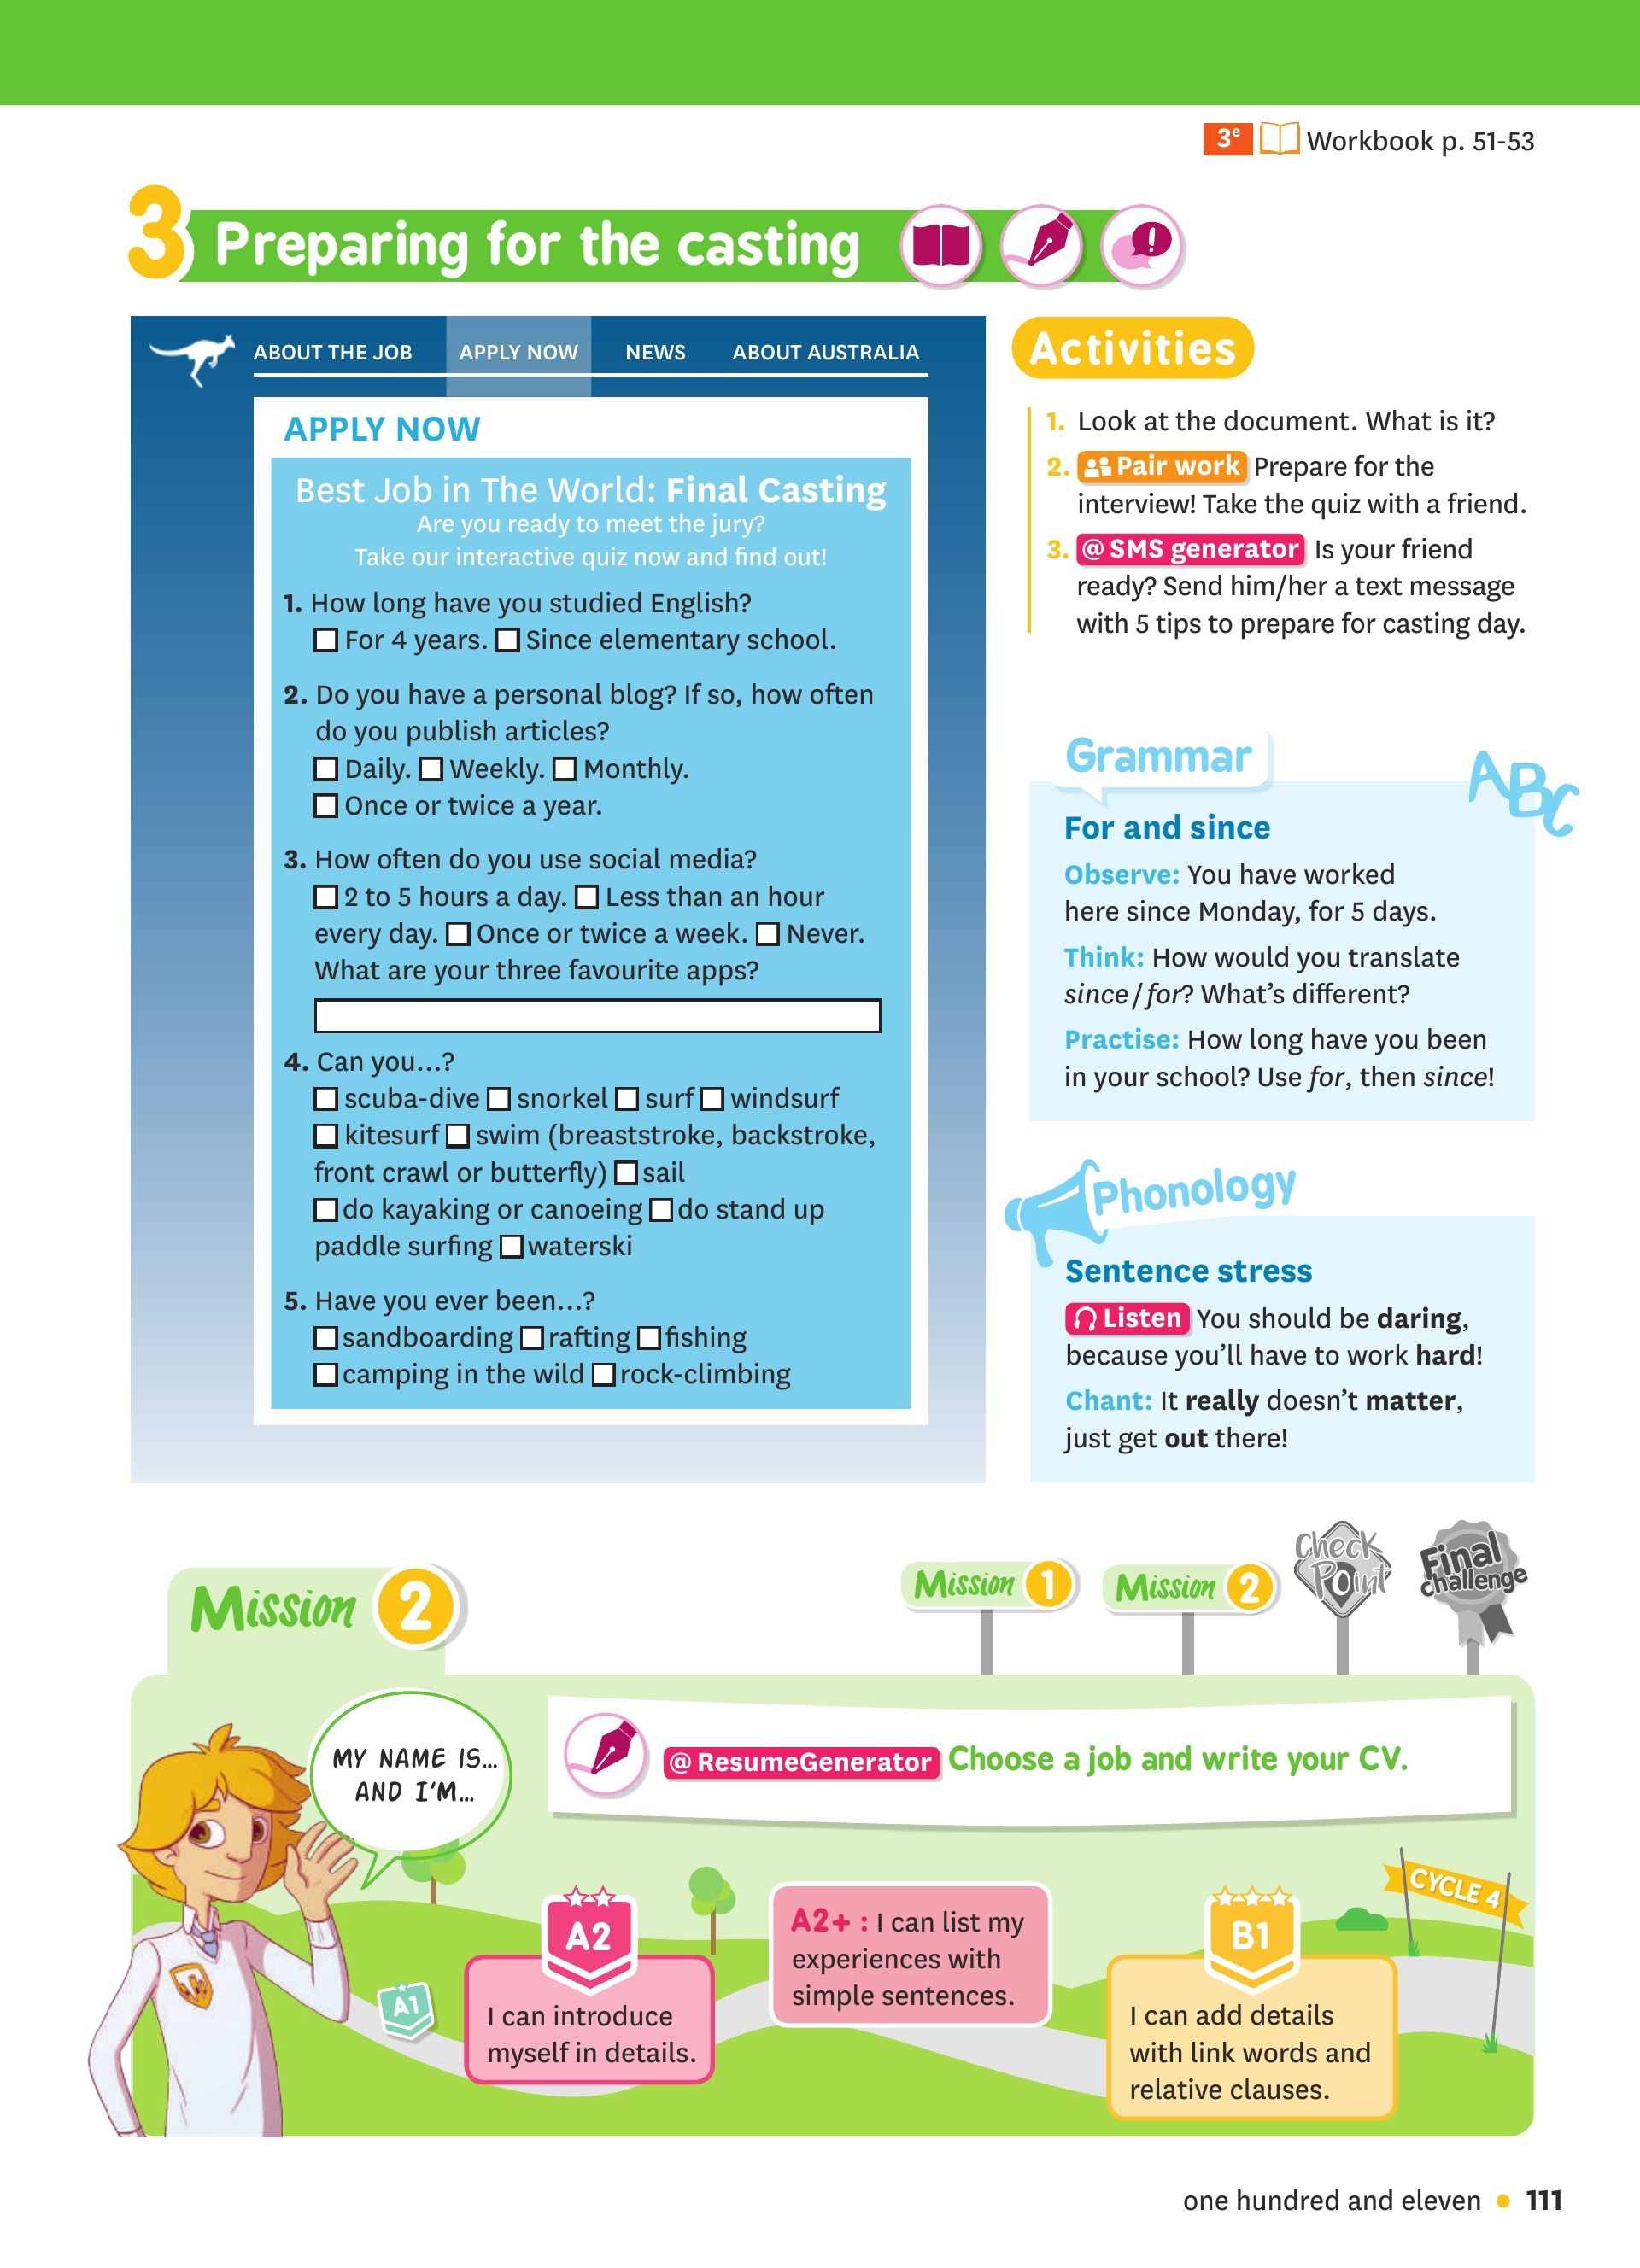 3e Workbook p. 51-53
3 Preparing for the casting
ABOUT THE JOB APPLY NOW NEWS ABOUT AUSTRALIA
APPLY NOW
Best Job in The World: Final Casting
Are you ready to meet the jury?
Take our interactive quiz now and find out!
1. How long have you studied English?
For 4 years. Since elementary school.
2. Do you have a personal blog? If so, how often
do you publish articles?
Daily. Weekly. Monthly.
Once or twice a year.
3. How often do you use social media?
2 to 5 hours a day. Less than an hour
every day. Once or twice a week. Never.
What are your three favourite apps?
4. Can you...?
scuba-dive snorkel surf windsurf
kitesurf swim (breaststroke, backstroke,
front crawl or butterfly) sail
do kayaking or canoeing do stand up
paddle surfing waterski
5. Have you ever been...?
sandboarding rafting fishing
camping in the wild rock-climbing
Activities
1. Look at the document. What is it?
2. Pair work Prepare for the
interview! Take the quiz with a friend.
3. @ SMS generator Is your friend
ready? Send him/her a text message
with 5 tips to prepare for casting day.
Grammar
ABC
For and since
Observe: You have worked
here since Monday, for 5 days.
Think: How would you translate
since / for? What's different?
Practise: How long have you been
in your school? Use for, then since!
Phonology
Sentence stress
Listen You should be daring,
because you'll have to work hard!
Chant: It really doesn't matter,
just get out there!
Mission 2
Mission 1
Mission 2
Check
Point
Final
challenge
MY NAME IS...
AND I'M...
@ ResumeGenerator Choose a job and write your CV.
A1
A2
I can introduce
myself in details.
A2+ : I can list my
experiences with
simple sentences.
B1
I can add details
with link words and
relative clauses.
CYCLE 4
one hundred and eleven • 111